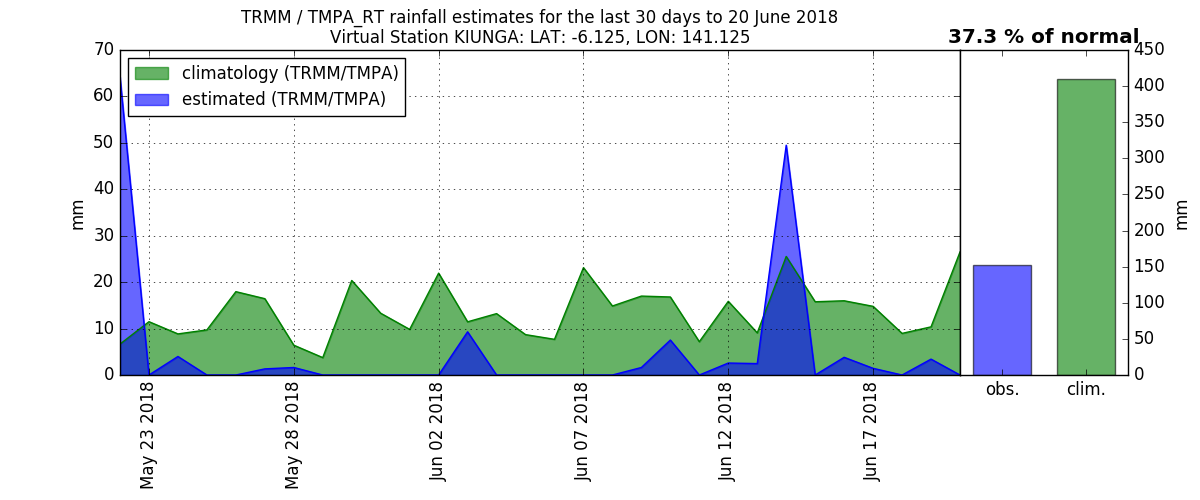 TRMM / TMPA_RT rainfall estimates for the last 30 days to 20 June 2018
Virtual Station KIUNGA: LAT: -6.125, LON: 141.125
37.3 % of normal
climatology (TRMM/TMPA)
estimated (TRMM/TMPA)
mm
70
60
50
40
30
20
10
0
May 23 2018
May 28 2018
Jun 02 2018
Jun 07 2018
Jun 12 2018
Jun 17 2018
obs.
clim.
450
400
350
300
250
200
150
100
50
0
mm